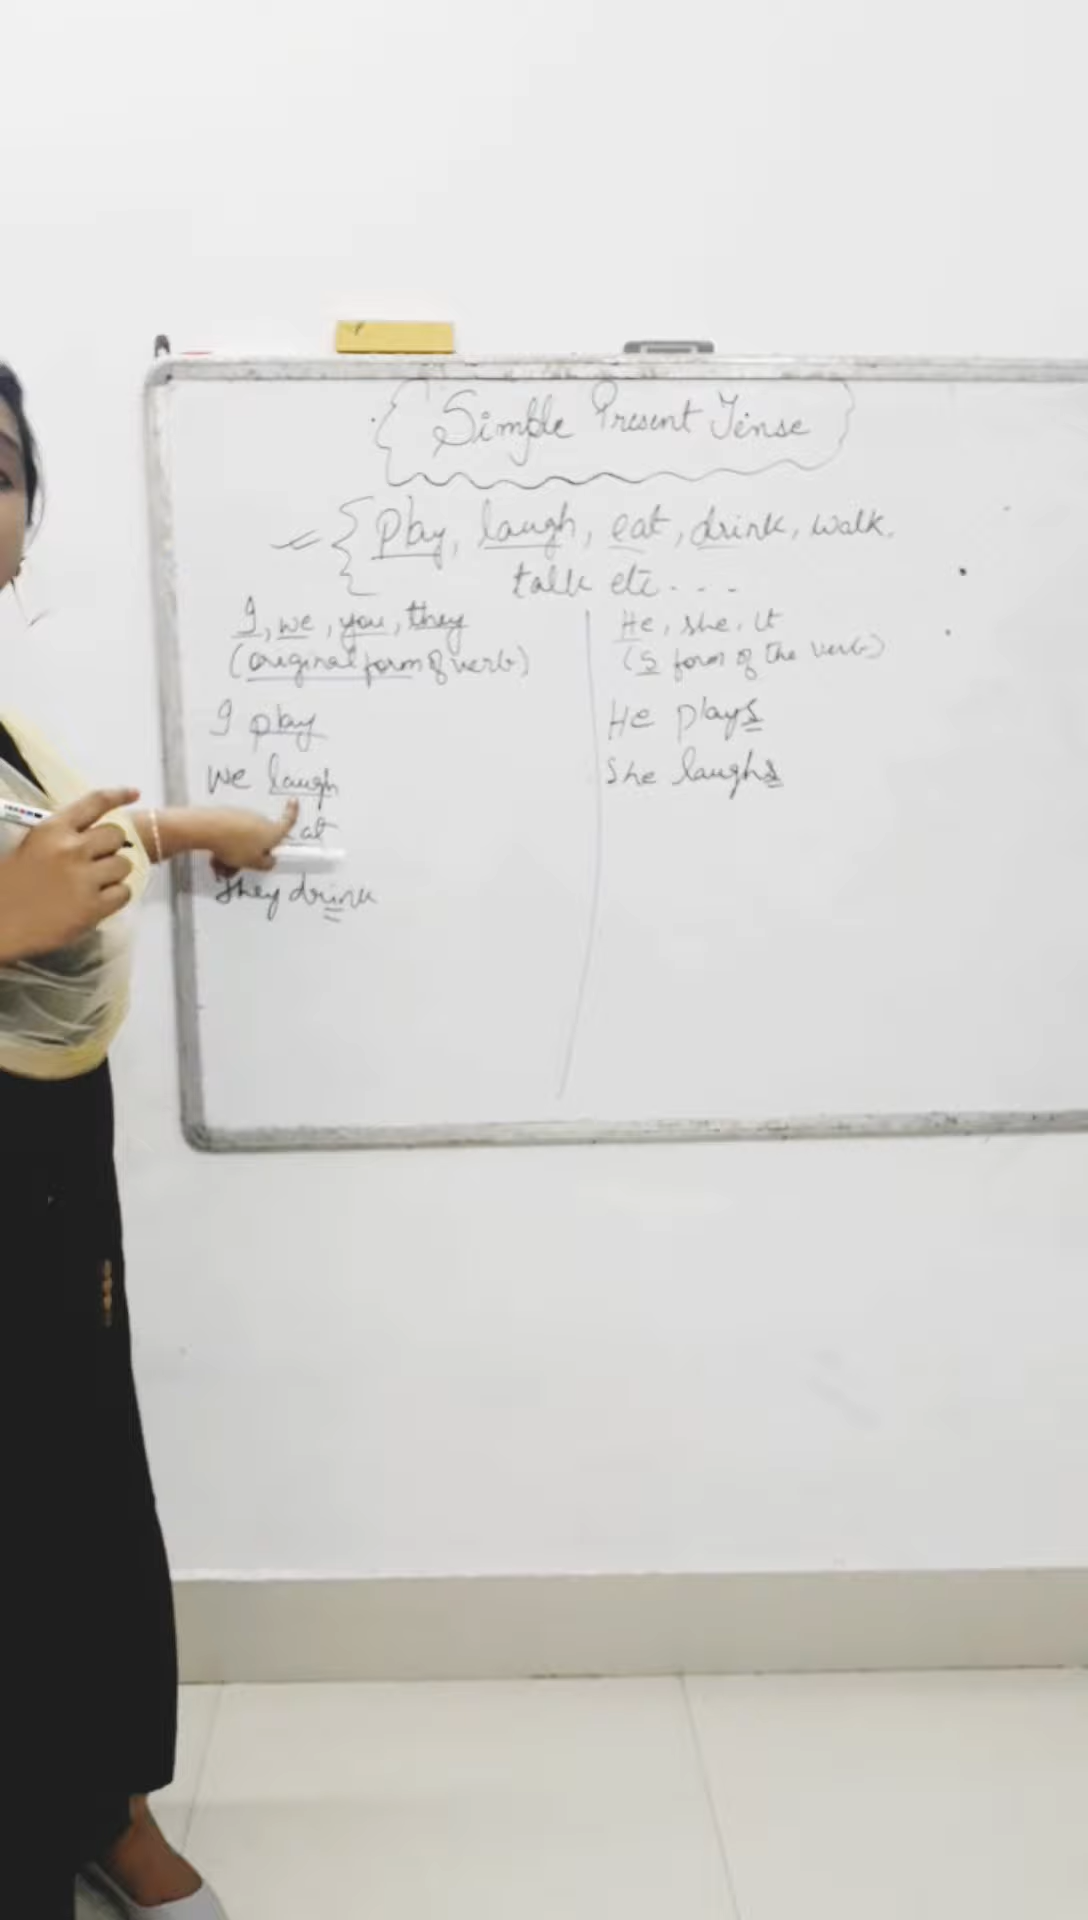 Simple Present Tense
Play, laugh, eat, drink, walk,
talk etc...
I, we, you, they
(original form of verb)
I play
we laugh
eat
They drink
He, she, it
(s form of the verb)
He plays
She laughs